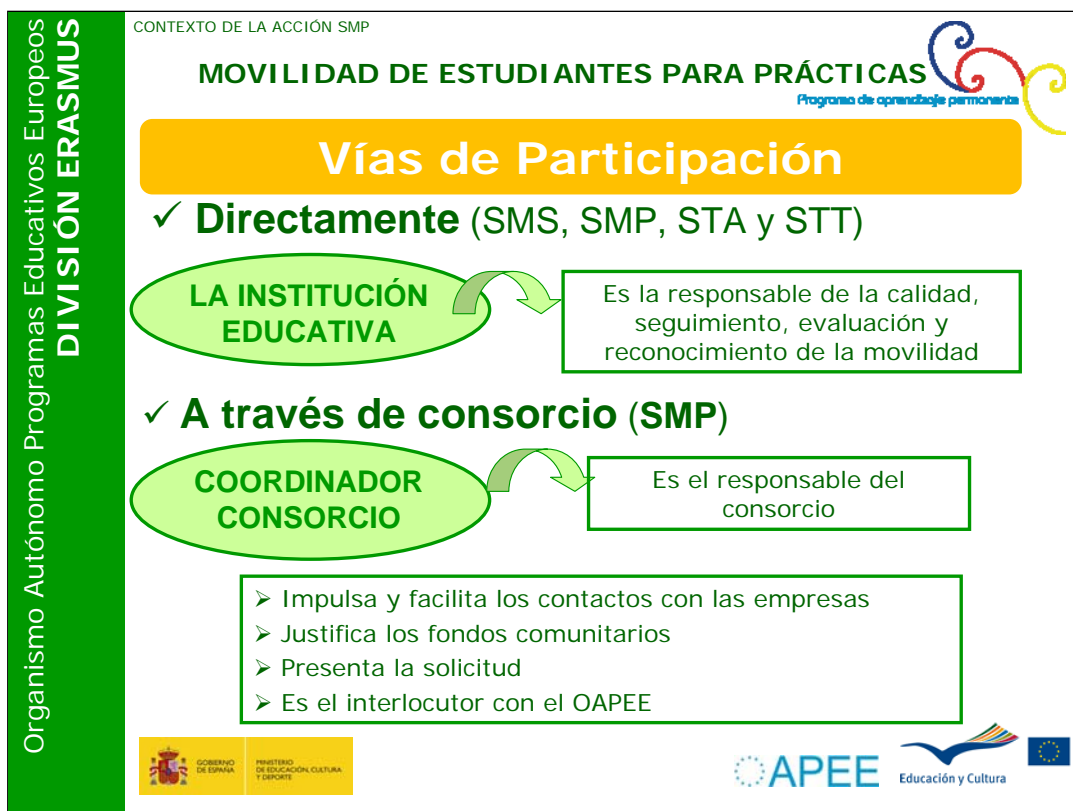 Organismo Autónomo Programas Educativos Europeos
DIVISIÓN ERASMUS
CONTEXTO DE LA ACCIÓN SMP
MOVILIDAD DE ESTUDIANTES PARA PRÁCTICAS
Programa de aprendizaje permanente
Vías de Participación
✓ Directamente (SMS, SMP, STA y STT)
LA INSTITUCIÓN
EDUCATIVA
Es la responsable de la calidad,
seguimiento, evaluación y
reconocimiento de la movilidad
✓ A través de consorcio (SMP)
COORDINADOR
CONSORCIO
Es el responsable del
consorcio
➢ Impulsa y facilita los contactos con las empresas
➢ Justifica los fondos comunitarios
➢ Presenta la solicitud
➢ Es el interlocutor con el OAPEE
GOBIERNO
DE ESPAÑA
MINISTERIO
DE EDUCACIÓN, CULTURA
Y DEPORTE
OAPEE
Educación y Cultura